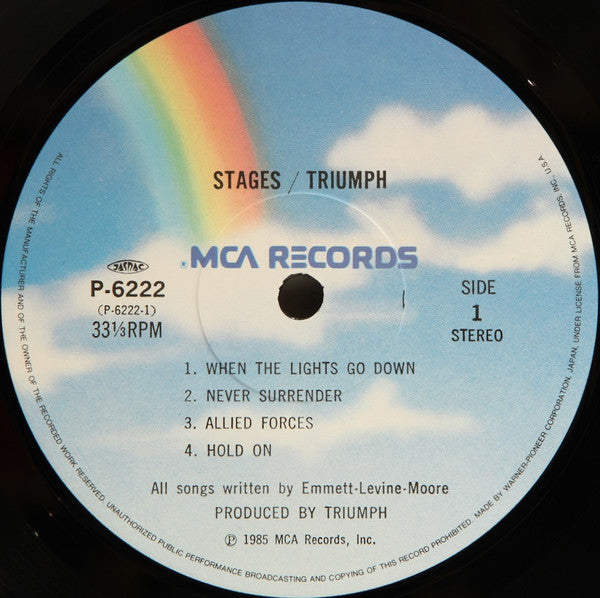 STAGES / TRIUMPH
® MCA RECORDS
JASRAC
P-6222
(P-6222-1)
33⅓RPM
SIDE
1
STEREO
1. WHEN THE LIGHTS GO DOWN
2. NEVER SURRENDER
3. ALLIED FORCES
4. HOLD ON
All songs written by Emmett-Levine-Moore
PRODUCED BY TRIUMPH
℗ 1985 MCA Records, Inc.
ALL RIGHTS OF THE MANUFACTURER AND OF THE OWNER OF THE RECORDED WORK RESERVED. UNAUTHORIZED PUBLIC PERFORMANCE BROADCASTING AND COPYING OF THIS RECORD PROHIBITED. MADE BY WARNER-PIONEER CORPORATION, JAPAN, UNDER LICENSE FROM MCA RECORDS INC., U.S.A.